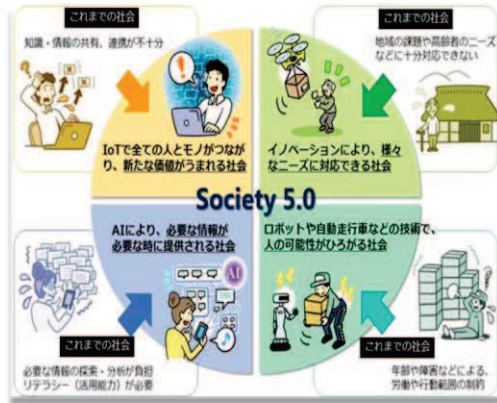 これまでの社会
知識・情報の共有、連携が不十分
IoTで全ての人とモノがつなが
り、新たな価値がうまれる社会
これまでの社会
地域の課題や高齢者のニーズ
などに十分対応できない
イノベーションにより、様々
なニーズに対応できる社会
Society 5.0
AIにより、必要な情報が
必要な時に提供される社会
AI
これまでの社会
必要な情報の探索・分析が負担
リテラシー（活用能力）が必要
ロボットや自動走行車などの技術で、
人の可能性がひろがる社会
これまでの社会
年齢や障害などによる、
労働や行動範囲の制約